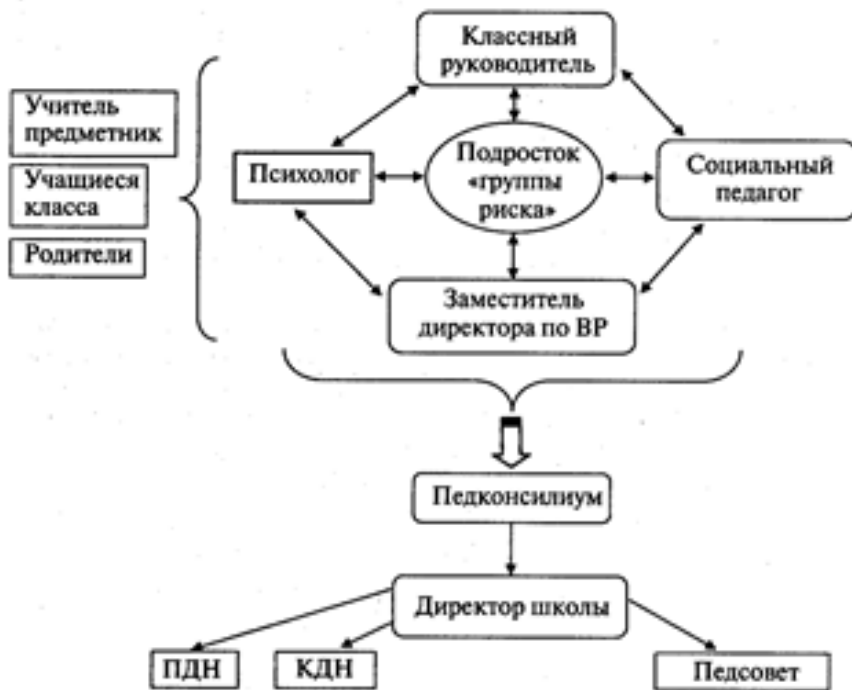 Классный
руководитель
Учитель
предметник
Учащиеся
класса
Родители
Психолог
Подросток
«группы
риска»
Социальный
педагог
Заместитель
директора по ВР
Педконсилиум
Директор школы
ПДН
КДН
Педсовет